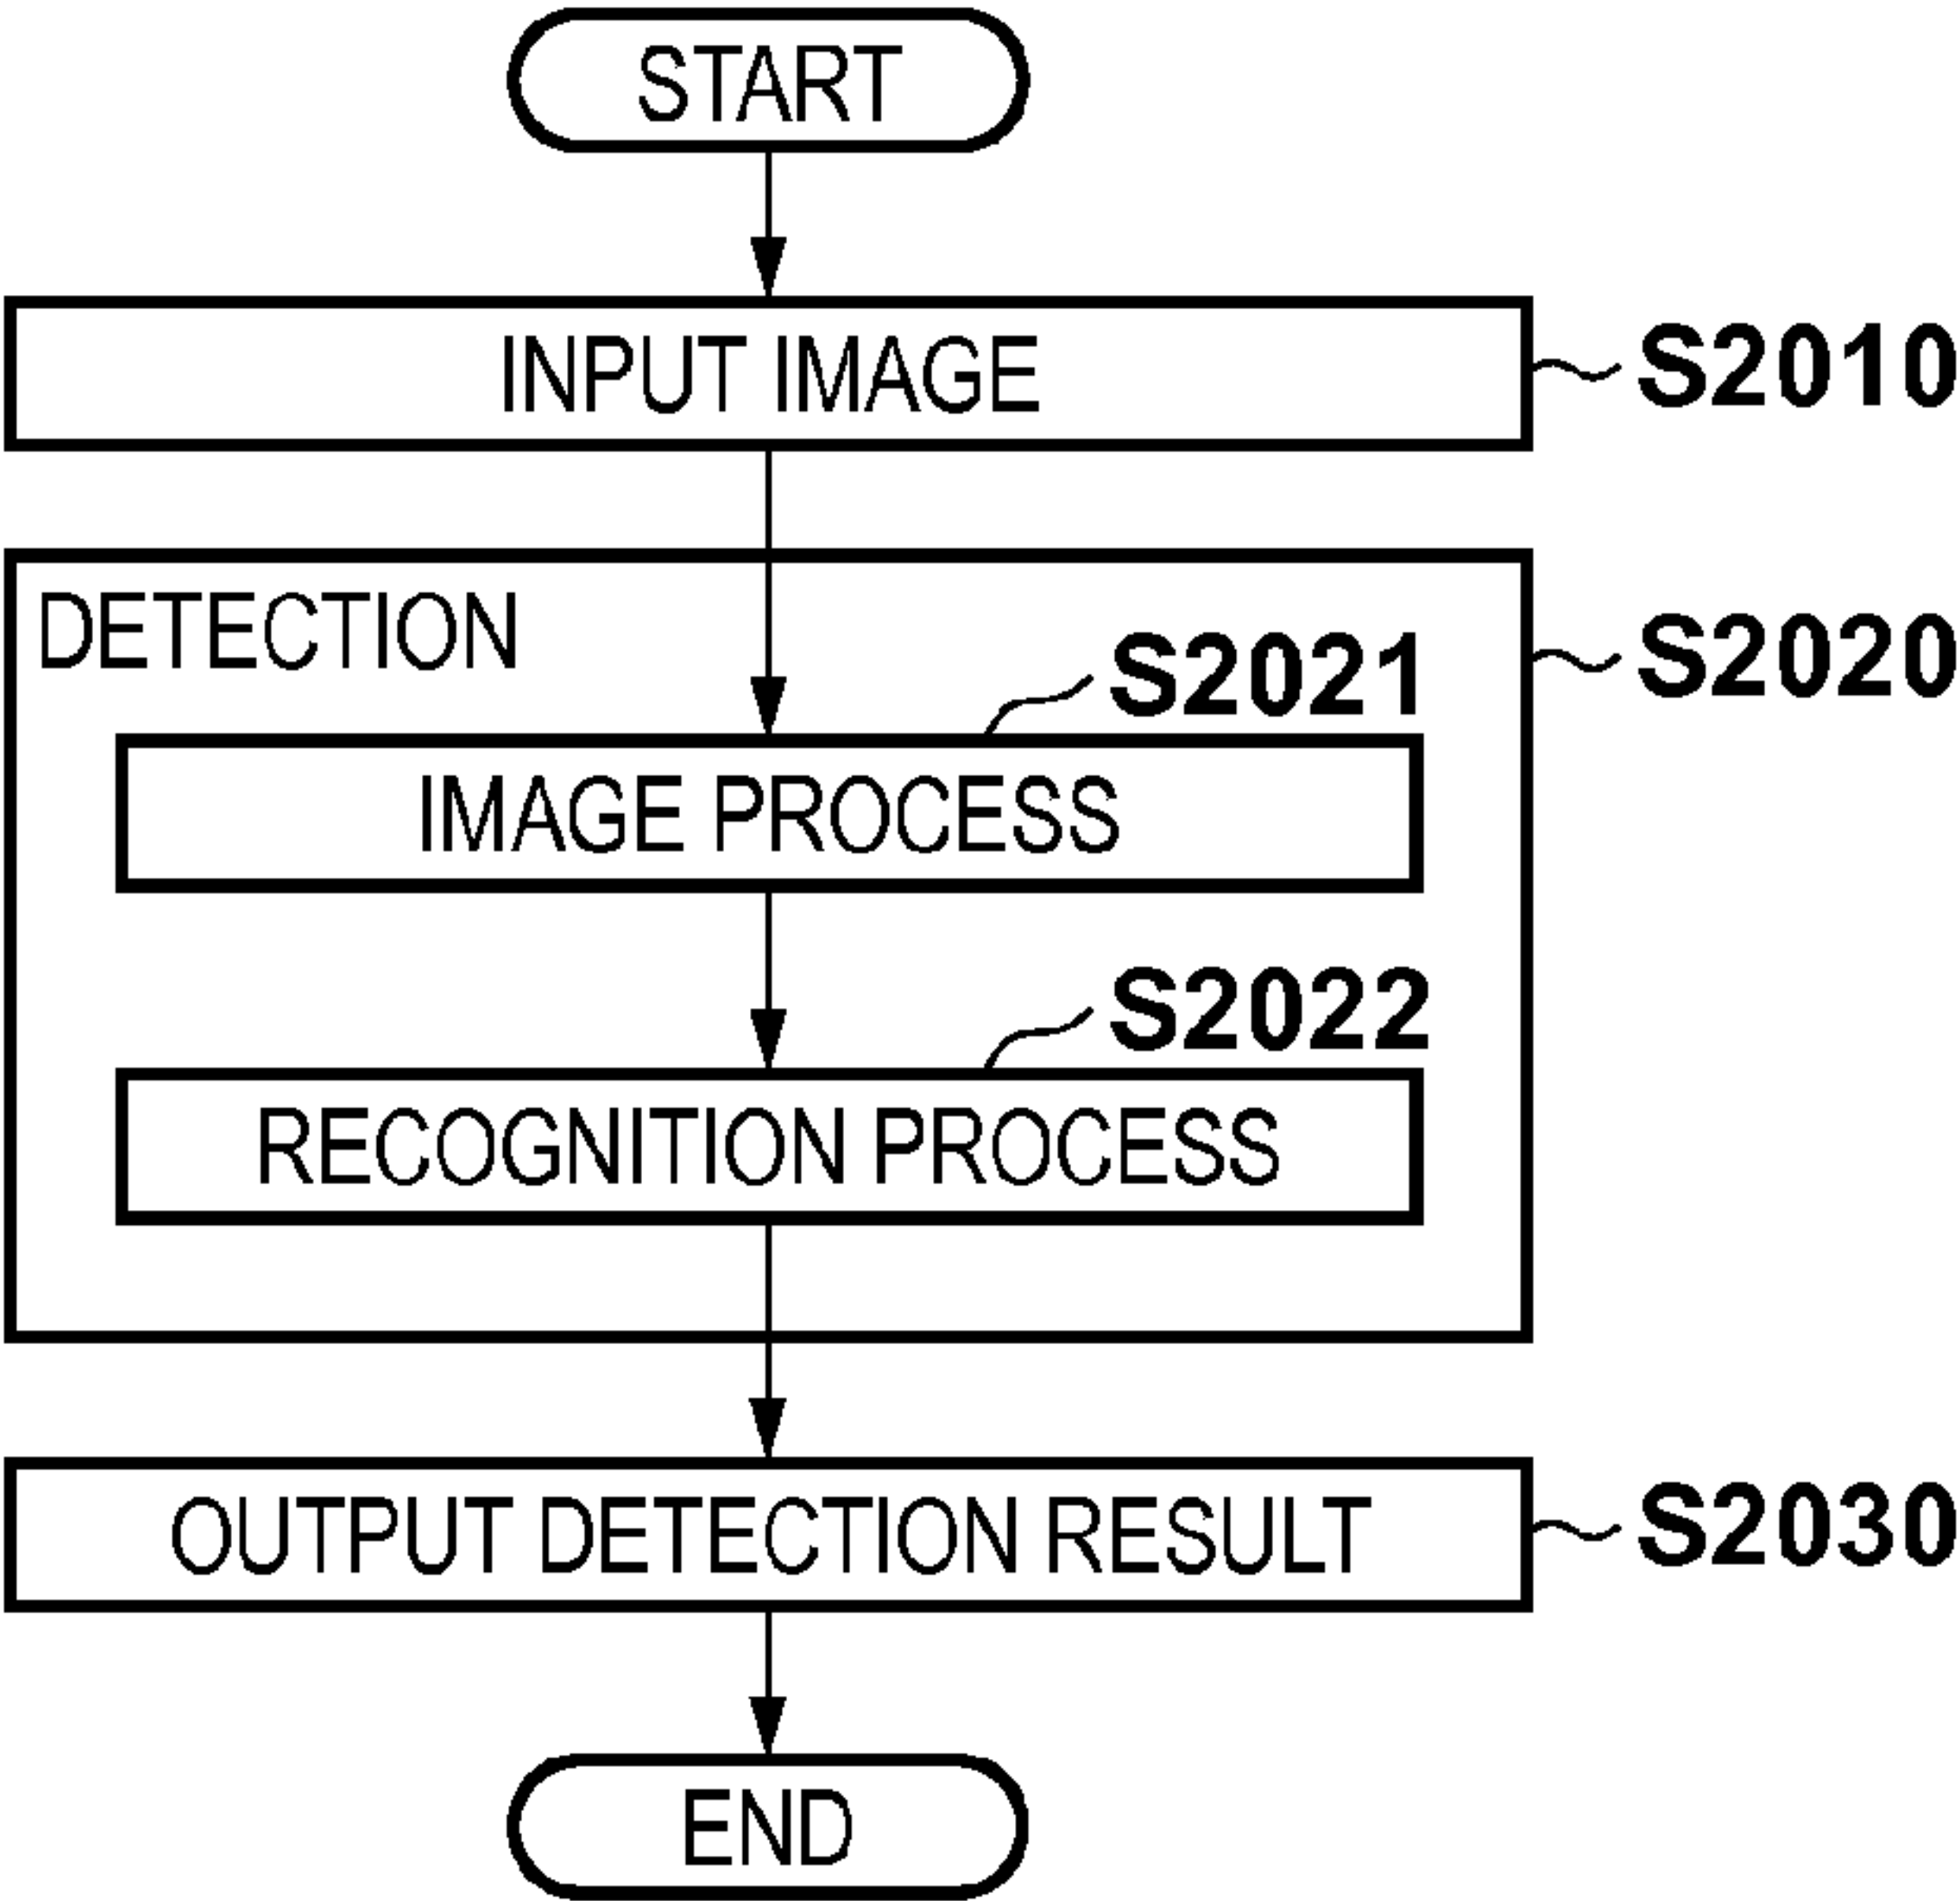 START
INPUT IMAGE
S2010
DETECTION
S2020
S2021
IMAGE PROCESS
S2022
RECOGNITION PROCESS
OUTPUT DETECTION RESULT
S2030
END